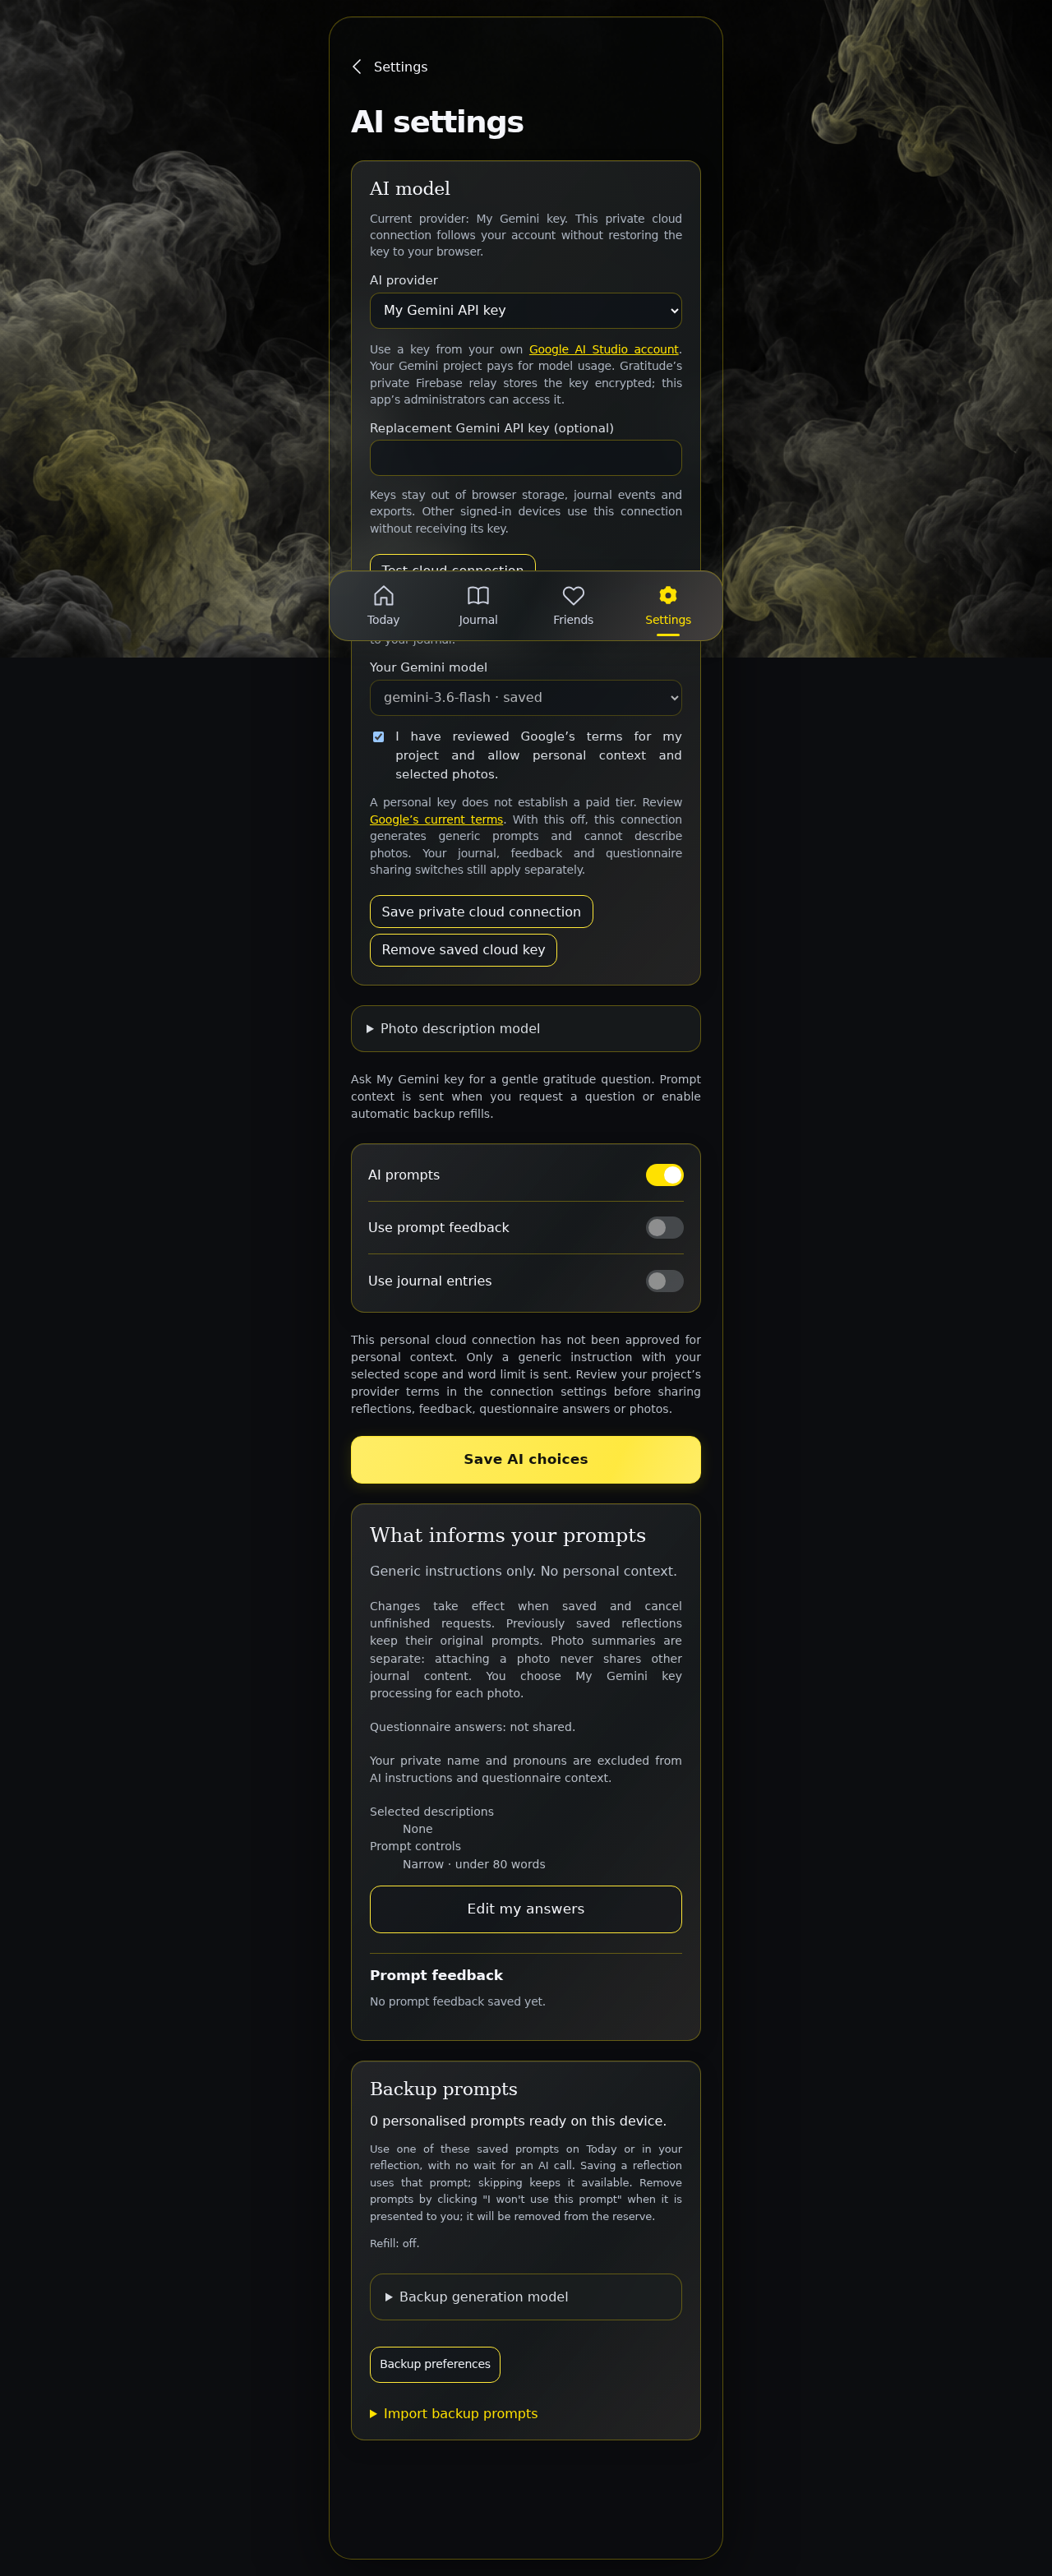 Settings
AI settings
AI model
Current provider: My Gemini key. This private cloud
connection follows your account without restoring the
key to your browser.
AI provider
My Gemini API key
Use a key from your own Google AI Studio account.
Your Gemini project pays for model usage. Gratitude’s
private Firebase relay stores the key encrypted; this
app’s administrators can access it.
Replacement Gemini API key (optional)
Keys stay out of browser storage, journal events and
exports. Other signed-in devices use this connection
without receiving its key.
Test cloud connection
Today
Journal
Friends
Settings
to your journal.
Your Gemini model
gemini-3.6-flash · saved
I have reviewed Google’s terms for my
project and allow personal context and
selected photos.
A personal key does not establish a paid tier. Review
Google’s current terms. With this off, this connection
generates generic prompts and cannot describe
photos. Your journal, feedback and questionnaire
sharing switches still apply separately.
Save private cloud connection
Remove saved cloud key
Photo description model
Ask My Gemini key for a gentle gratitude question. Prompt
context is sent when you request a question or enable
automatic backup refills.
AI prompts
Use prompt feedback
Use journal entries
This personal cloud connection has not been approved for
personal context. Only a generic instruction with your
selected scope and word limit is sent. Review your project’s
provider terms in the connection settings before sharing
reflections, feedback, questionnaire answers or photos.
Save AI choices
What informs your prompts
Generic instructions only. No personal context.
Changes take effect when saved and cancel
unfinished requests. Previously saved reflections
keep their original prompts. Photo summaries are
separate: attaching a photo never shares other
journal content. You choose My Gemini key
processing for each photo.
Questionnaire answers: not shared.
Your private name and pronouns are excluded from
AI instructions and questionnaire context.
Selected descriptions
None
Prompt controls
Narrow · under 80 words
Edit my answers
Prompt feedback
No prompt feedback saved yet.
Backup prompts
0 personalised prompts ready on this device.
Use one of these saved prompts on Today or in your
reflection, with no wait for an AI call. Saving a reflection
uses that prompt; skipping keeps it available. Remove
prompts by clicking "I won't use this prompt" when it is
presented to you; it will be removed from the reserve.
Refill: off.
Backup generation model
Backup preferences
Import backup prompts